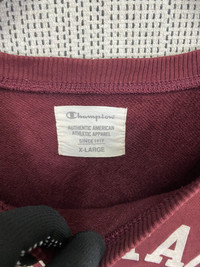 Champion
AUTHENTIC AMERICAN
ATHLETIC APPAREL
SINCE 1919
X-LARGE